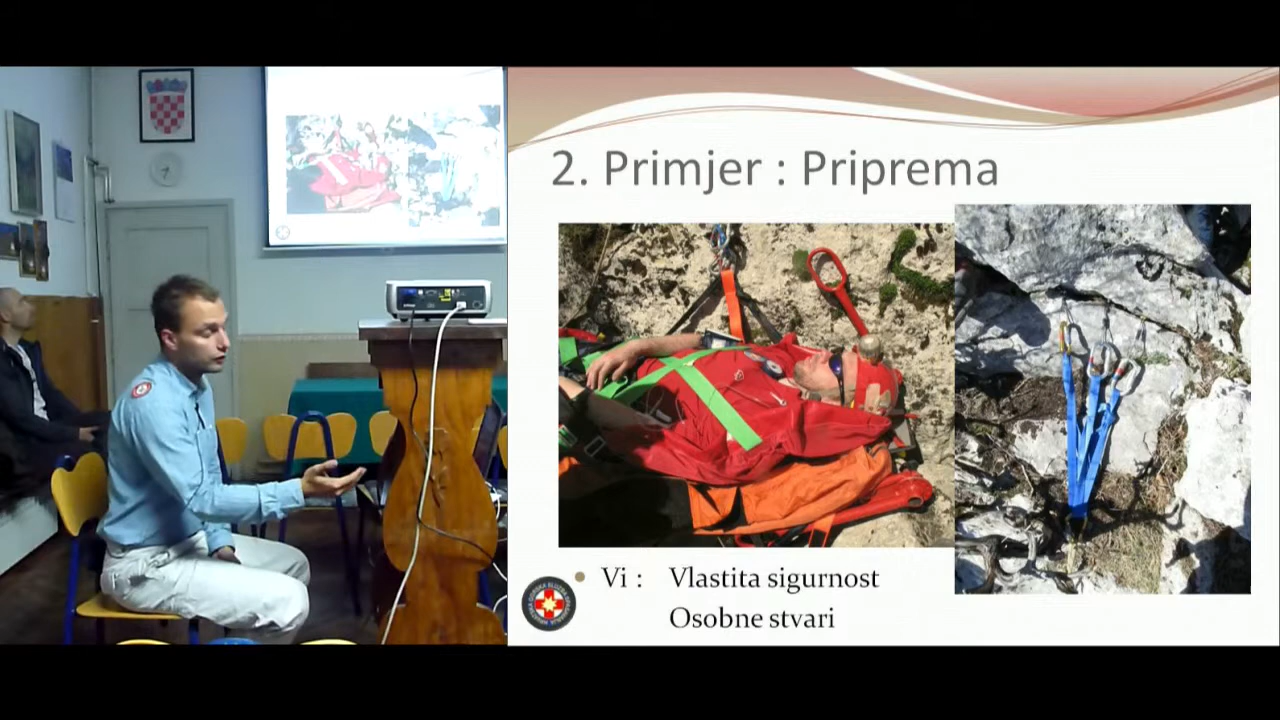 2. Primjer : Priprema
• Vi : Vlastita sigurnost
Osobne stvari